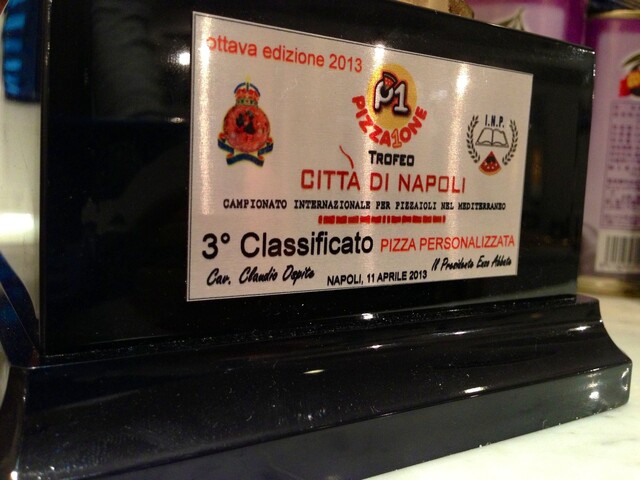 ottava edizione 2013
P1
PIZZA1ONE
I.N.P.
TROFEO
CITTÀ DI NAPOLI
CAMPIONATO INTERNAZIONALE PER PIZZAIOLI NEL MEDITERRANEO
3° Classificato PIZZA PERSONALIZZATA
Cav. Claudio Ospite
NAPOLI, 11 APRILE 2013
Il Presidente Enzo Abbate